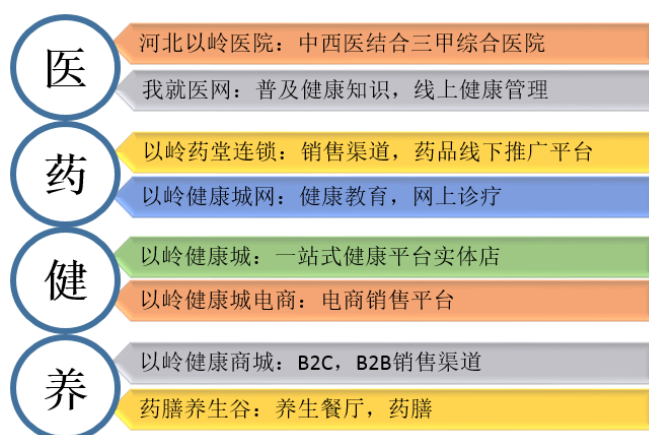 医
河北以岭医院：中西医结合三甲综合医院
我就医网：普及健康知识，线上健康管理
药
以岭药堂连锁：销售渠道，药品线下推广平台
以岭健康城网：健康教育，网上诊疗
健
以岭健康城：一站式健康平台实体店
以岭健康城电商：电商销售平台
养
以岭健康商城：B2C，B2B销售渠道
药膳养生谷：养生餐厅，药膳